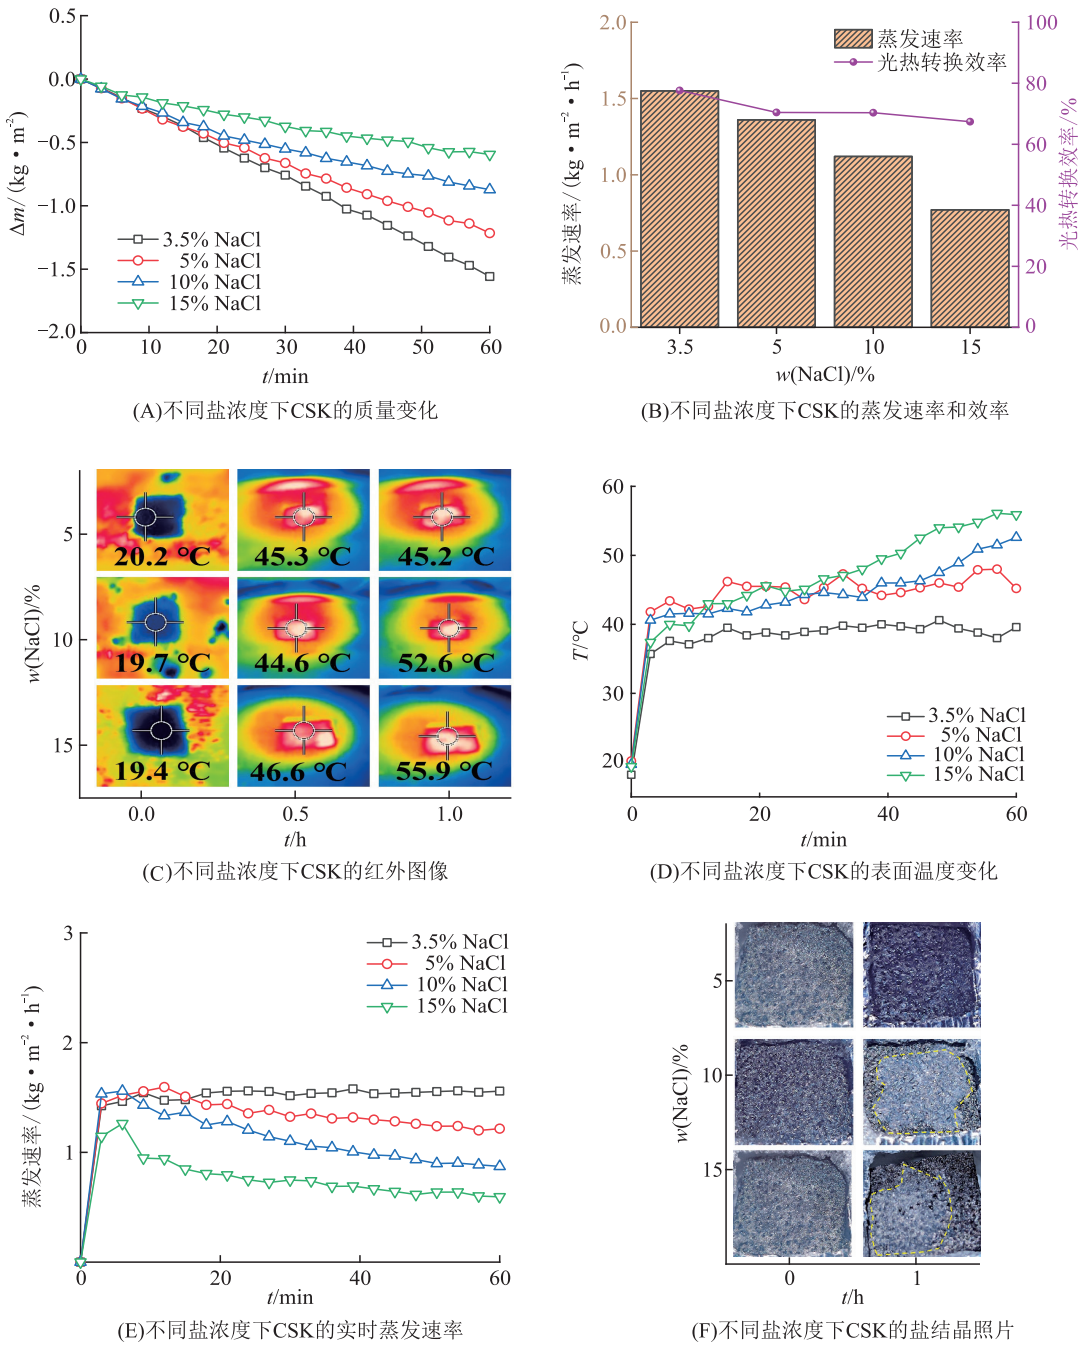 0.5
0.0
−0.5
−1.0
−1.5
−2.0
Δm/(kg·m⁻²)
3.5% NaCl
5% NaCl
10% NaCl
15% NaCl
0 10 20 30 40 50 60
t/min
(A)不同盐浓度下CSK的质量变化
2.0
1.5
1.0
0.5
0.0
蒸发速率/(kg·m⁻²·h⁻¹)
蒸发速率
光热转换效率
100
80
60
40
20
0
光热转换效率/%
3.5 5 10 15
w(NaCl)/%
(B)不同盐浓度下CSK的蒸发速率和效率
w(NaCl)/%
5
20.2 °C 45.3 °C 45.2 °C
10
19.7 °C 44.6 °C 52.6 °C
15
19.4 °C 46.6 °C 55.9 °C
0.0 0.5 1.0
t/h
(C)不同盐浓度下CSK的红外图像
60
50
40
30
20
T/°C
3.5% NaCl
5% NaCl
10% NaCl
15% NaCl
0 20 40 60
t/min
(D)不同盐浓度下CSK的表面温度变化
3
2
1
蒸发速率/(kg·m⁻²·h⁻¹)
3.5% NaCl
5% NaCl
10% NaCl
15% NaCl
0 20 40 60
t/min
(E)不同盐浓度下CSK的实时蒸发速率
w(NaCl)/%
5
10
15
0 1
t/h
(F)不同盐浓度下CSK的盐结晶照片